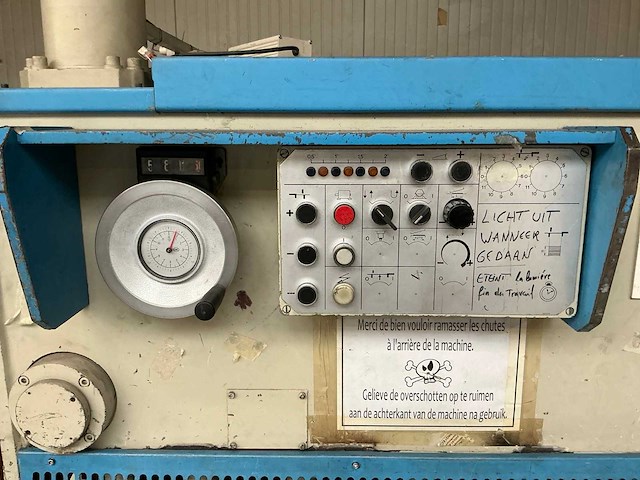 LICHT UIT
WANNEER
GEDAAN
ETEINT la lumière
fin du Travail
Merci de bien vouloir ramasser les chutes
à l'arrière de la machine.
Gelieve de overschotten op te ruimen
aan de achterkant van de machine na gebruik.